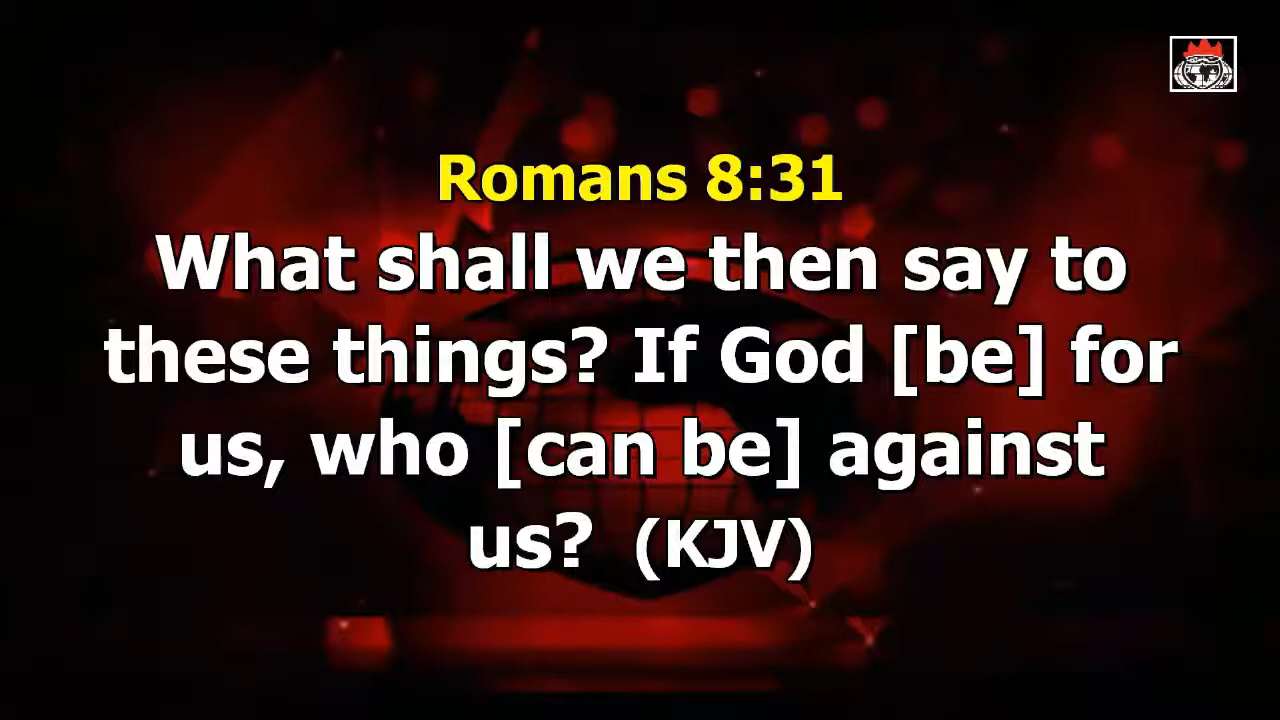 Romans 8:31
What shall we then say to
these things? If God [be] for
us, who [can be] against
us? (KJV)